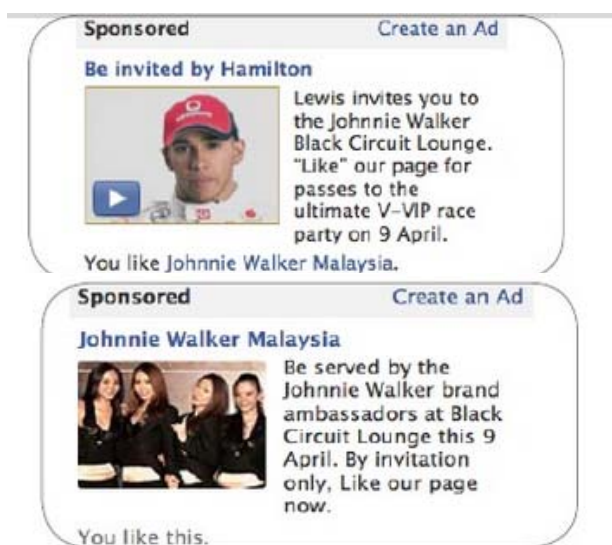 Sponsored Create an Ad
Be invited by Hamilton
Lewis invites you to
the Johnnie Walker
Black Circuit Lounge.
"Like" our page for
passes to the
ultimate V-VIP race
party on 9 April.
You like Johnnie Walker Malaysia.
Sponsored Create an Ad
Johnnie Walker Malaysia
Be served by the
Johnnie Walker brand
ambassadors at Black
Circuit Lounge this 9
April. By invitation
only, Like our page
now.
You like this.